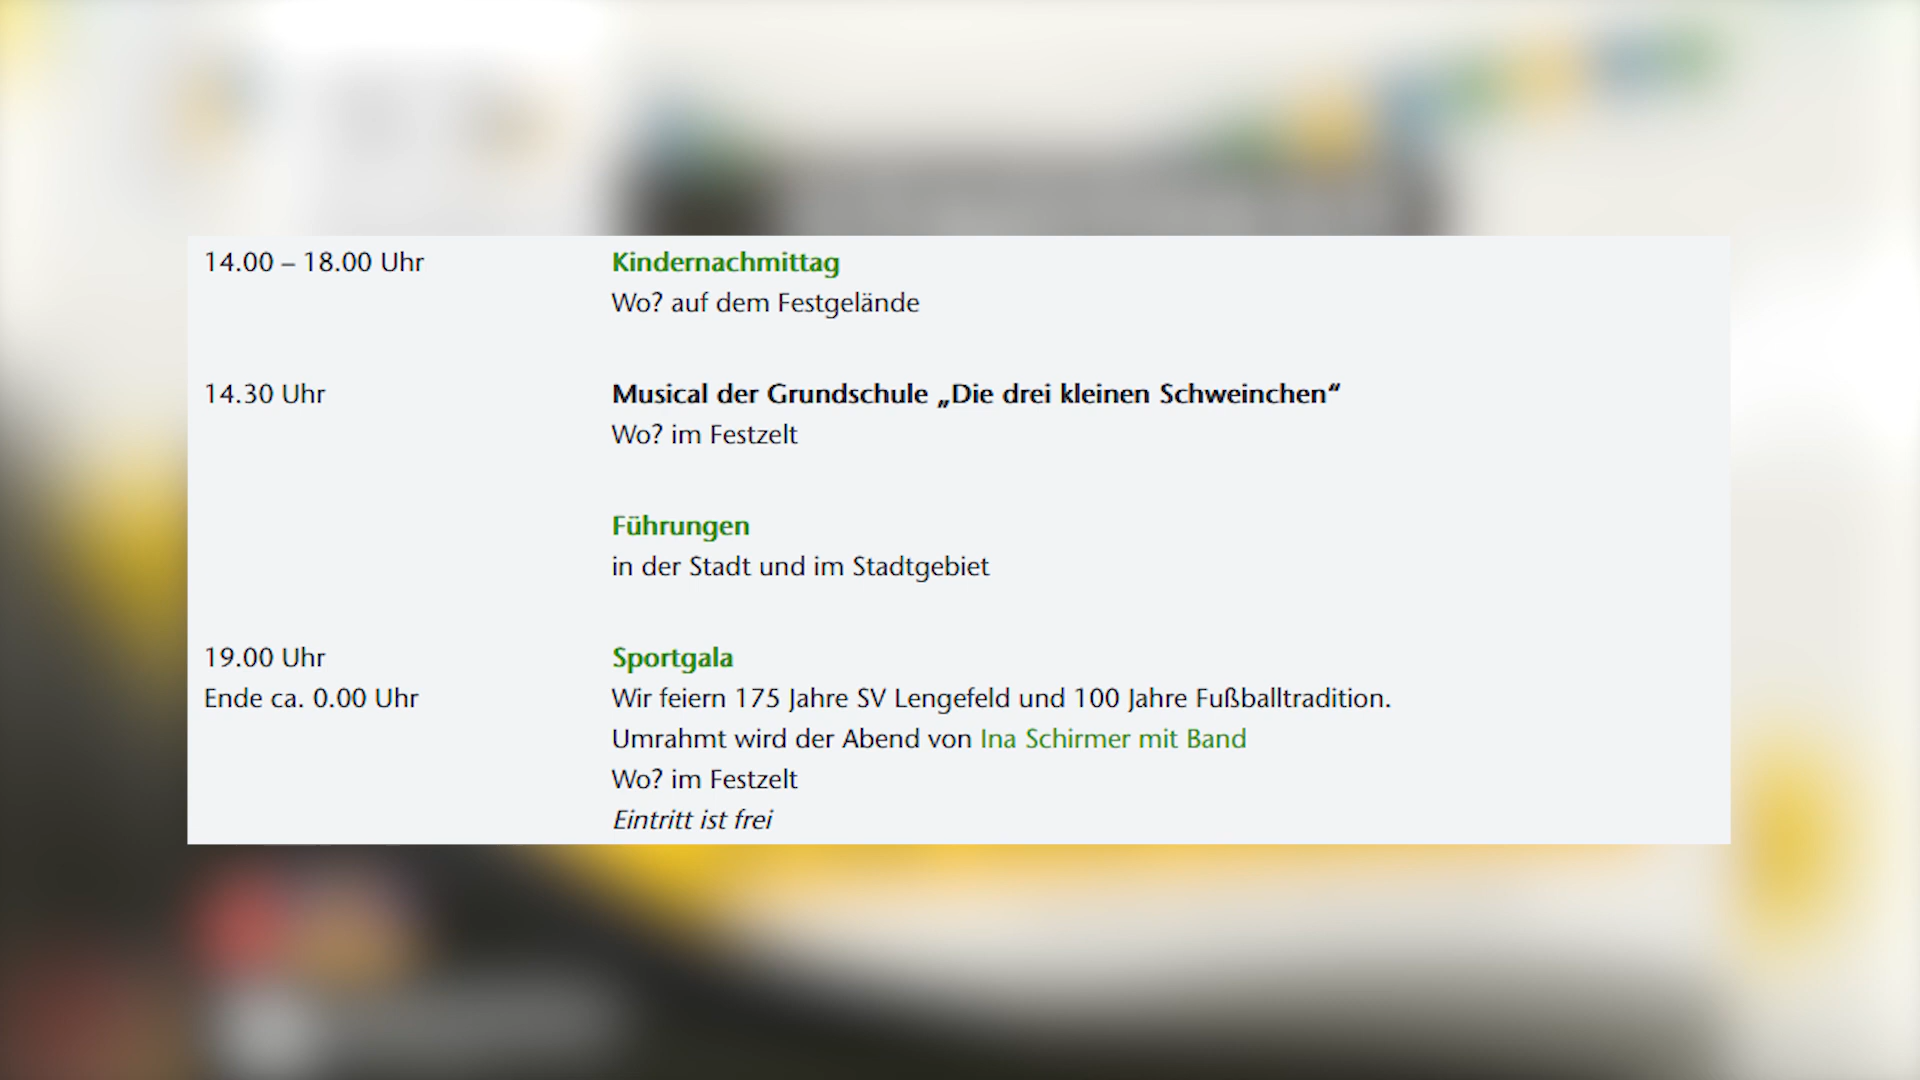 14.00 – 18.00 Uhr Kindernachmittag
Wo? auf dem Festgelände
14.30 Uhr Musical der Grundschule „Die drei kleinen Schweinchen“
Wo? im Festzelt
Führungen
in der Stadt und im Stadtgebiet
19.00 Uhr Sportgala
Ende ca. 0.00 Uhr Wir feiern 175 Jahre SV Lengefeld und 100 Jahre Fußballtradition.
Umrahmt wird der Abend von Ina Schirmer mit Band
Wo? im Festzelt
Eintritt ist frei